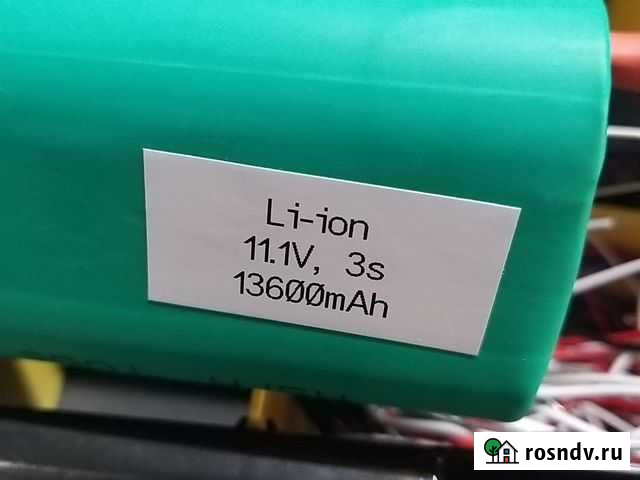 Li-ion
11.1V, 3s
13600mAh
rosndv.ru